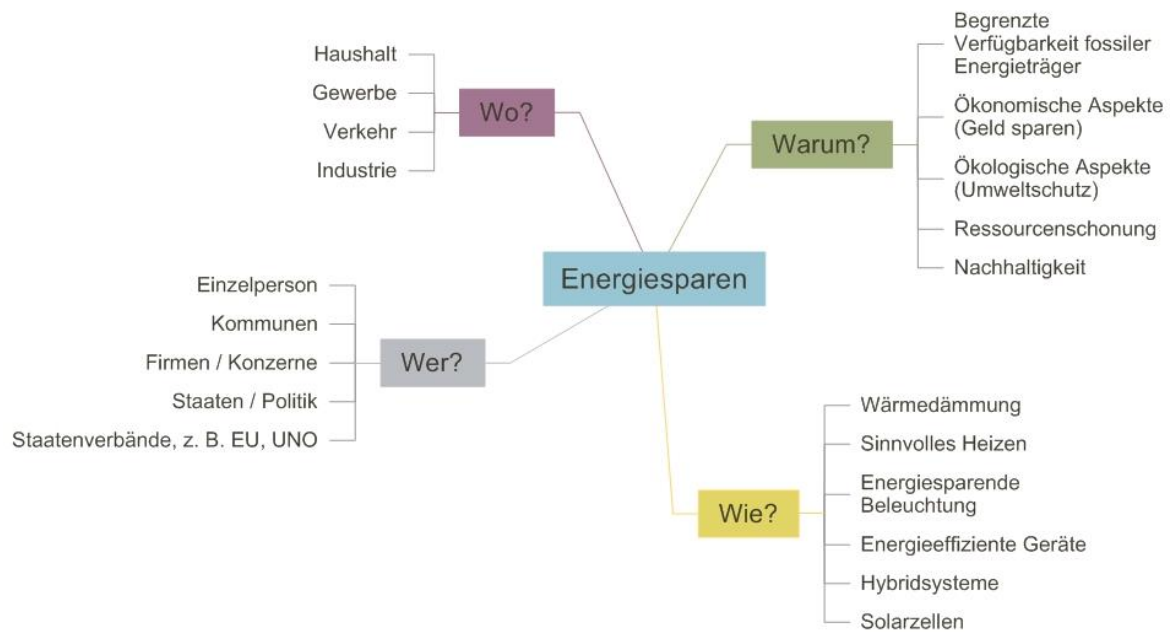 Wo?
Haushalt
Gewerbe
Verkehr
Industrie
Warum?
Begrenzte
Verfügbarkeit fossiler
Energieträger
Ökonomische Aspekte
(Geld sparen)
Ökologische Aspekte
(Umweltschutz)
Ressourcenschonung
Nachhaltigkeit
Energiesparen
Wer?
Einzelperson
Kommunen
Firmen / Konzerne
Staaten / Politik
Staatenverbände, z. B. EU, UNO
Wie?
Wärmedämmung
Sinnvolles Heizen
Energiesparende
Beleuchtung
Energieeffiziente Geräte
Hybridsysteme
Solarzellen